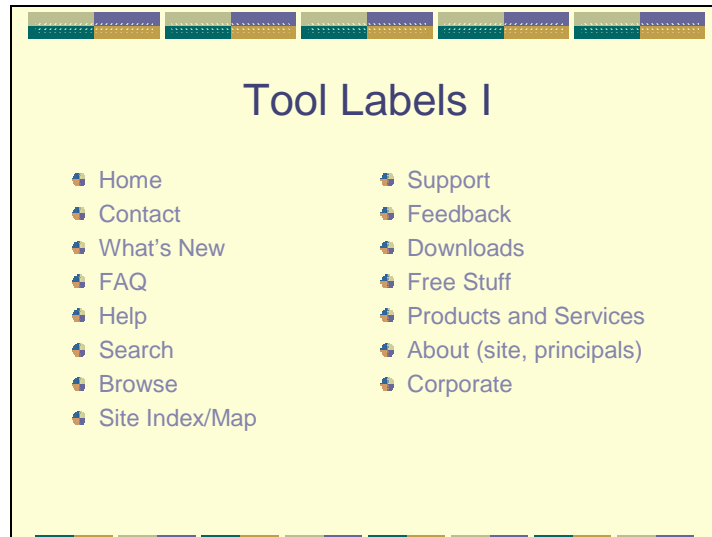 Tool Labels I
Home
Contact
What's New
FAQ
Help
Search
Browse
Site Index/Map
Support
Feedback
Downloads
Free Stuff
Products and Services
About (site, principals)
Corporate